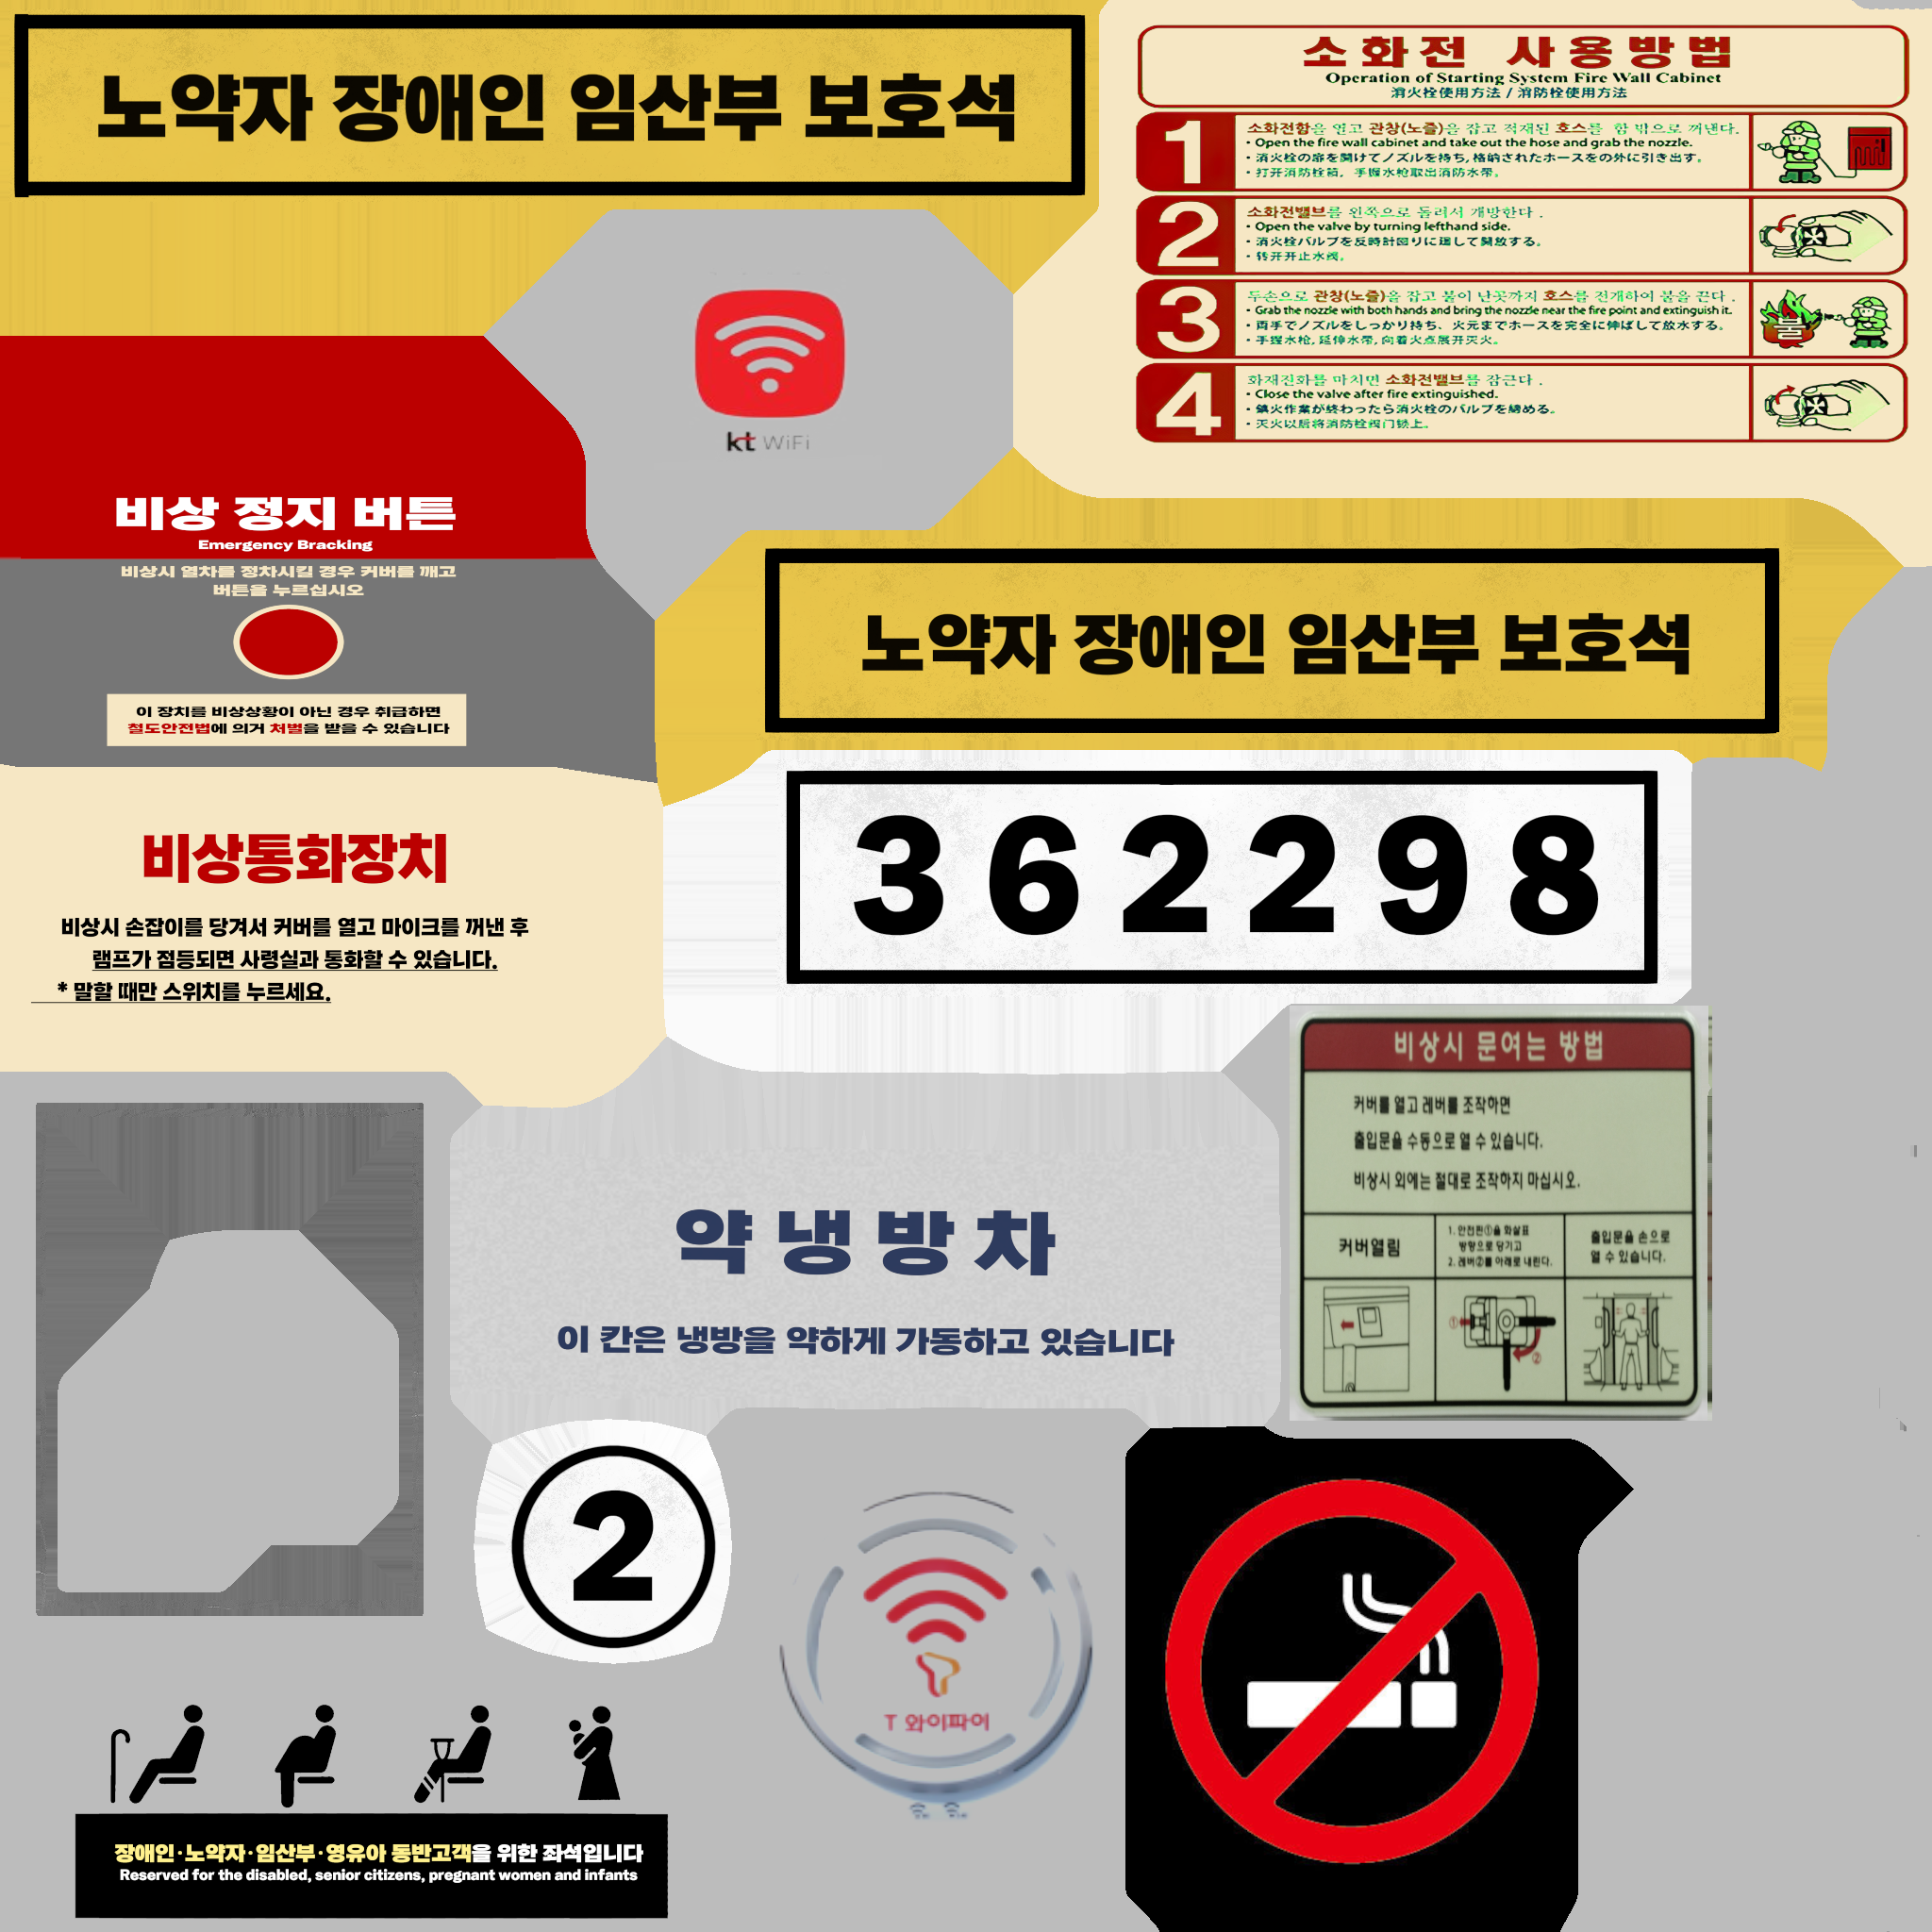 노약자 장애인 임산부 보호석
소화전 사용방법
Operation of Starting System Fire Wall Cabinet
消火栓使用方法 / 消防栓使用方法
1
소화전함을 열고 관창(노즐)을 잡고 적재된 호스를 함 밖으로 꺼낸다.
• Open the fire wall cabinet and take out the hose and grab the nozzle.
• 消火栓の扉を開けてノズルを持ち, 格納されたホースをの外に引き出す。
• 打开消防栓箱, 手握水枪取出消防水带。
2
소화전밸브를 왼쪽으로 돌려서 개방한다 .
• Open the valve by turning lefthand side.
• 消火栓バルブを反時計回りに回して開放する。
• 转开开止水阀。
3
두손으로 관창(노즐)을 잡고 불이 난곳까지 호스를 전개하여 불을 끈다 .
• Grab the nozzle with both hands and bring the nozzle near the fire point and extinguish it.
• 両手でノズルをしっかり持ち、火元までホースを完全に伸ばして放水する。
• 手握水枪, 延伸水带, 向着火点展开灭火。
불
4
화재진화를 마치면 소화전밸브를 잠근다 .
• Close the valve after fire extinguished.
• 鎮火作業が終わったら消火栓のバルブを締める。
• 灭火以后将消防栓阀门锁上。
kt WiFi
비상 정지 버튼
Emergency Bracking
비상시 열차를 정차시킬 경우 커버를 깨고
버튼을 누르십시오
이 장치를 비상상황이 아닌 경우 취급하면
철도안전법에 의거 처벌을 받을 수 있습니다
노약자 장애인 임산부 보호석
362298
비상통화장치
비상시 손잡이를 당겨서 커버를 열고 마이크를 꺼낸 후
램프가 점등되면 사령실과 통화할 수 있습니다.
* 말할 때만 스위치를 누르세요.
비상시 문여는 방법
커버를 열고 레버를 조작하면
출입문을 수동으로 열 수 있습니다.
비상시 외에는 절대로 조작하지 마십시오.
커버열림
1. 안전핀①을 화살표
방향으로 당기고
2. 레버②를 아래로 내린다.
출입문을 손으로
열 수 있습니다.
①
②
약냉방차
이 칸은 냉방을 약하게 가동하고 있습니다
2
T 와이파이
장애인·노약자·임산부·영유아 동반고객을 위한 좌석입니다
Reserved for the disabled, senior citizens, pregnant women and infants